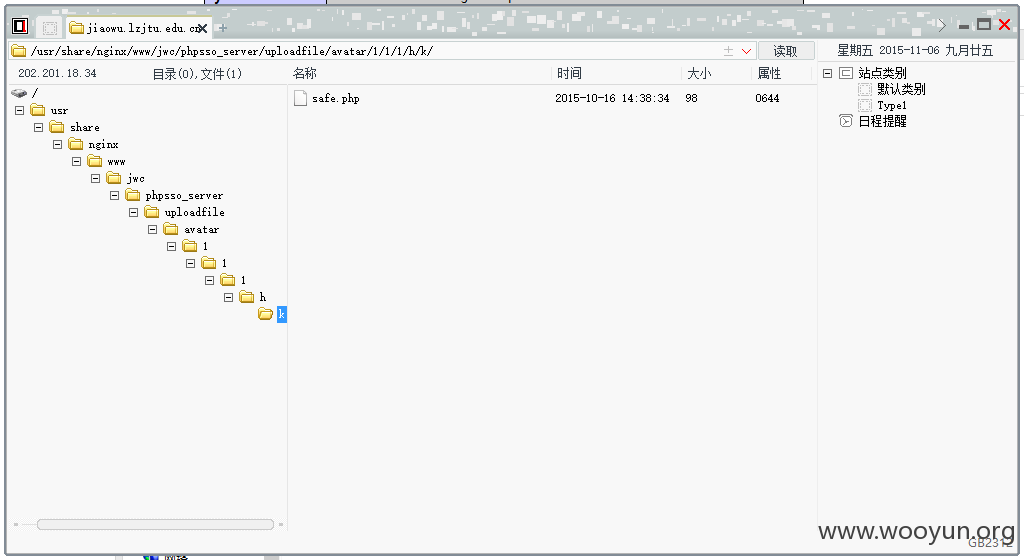 jiaowu.lzjtu.edu.cn
/usr/share/nginx/www/jwc/phpsso_server/uploadfile/avatar/1/1/1/h/k/
读取
星期五 2015-11-06 九月廿五
202.201.18.34
目录(0),文件(1)
名称 时间 大小 属性
/
usr
share
nginx
www
jwc
phpsso_server
uploadfile
avatar
1
1
1
h
k
safe.php 2015-10-16 14:38:34 98 0644
站点类别
默认类别
Type1
日程提醒
www.wooyun.org
GB2312
网络